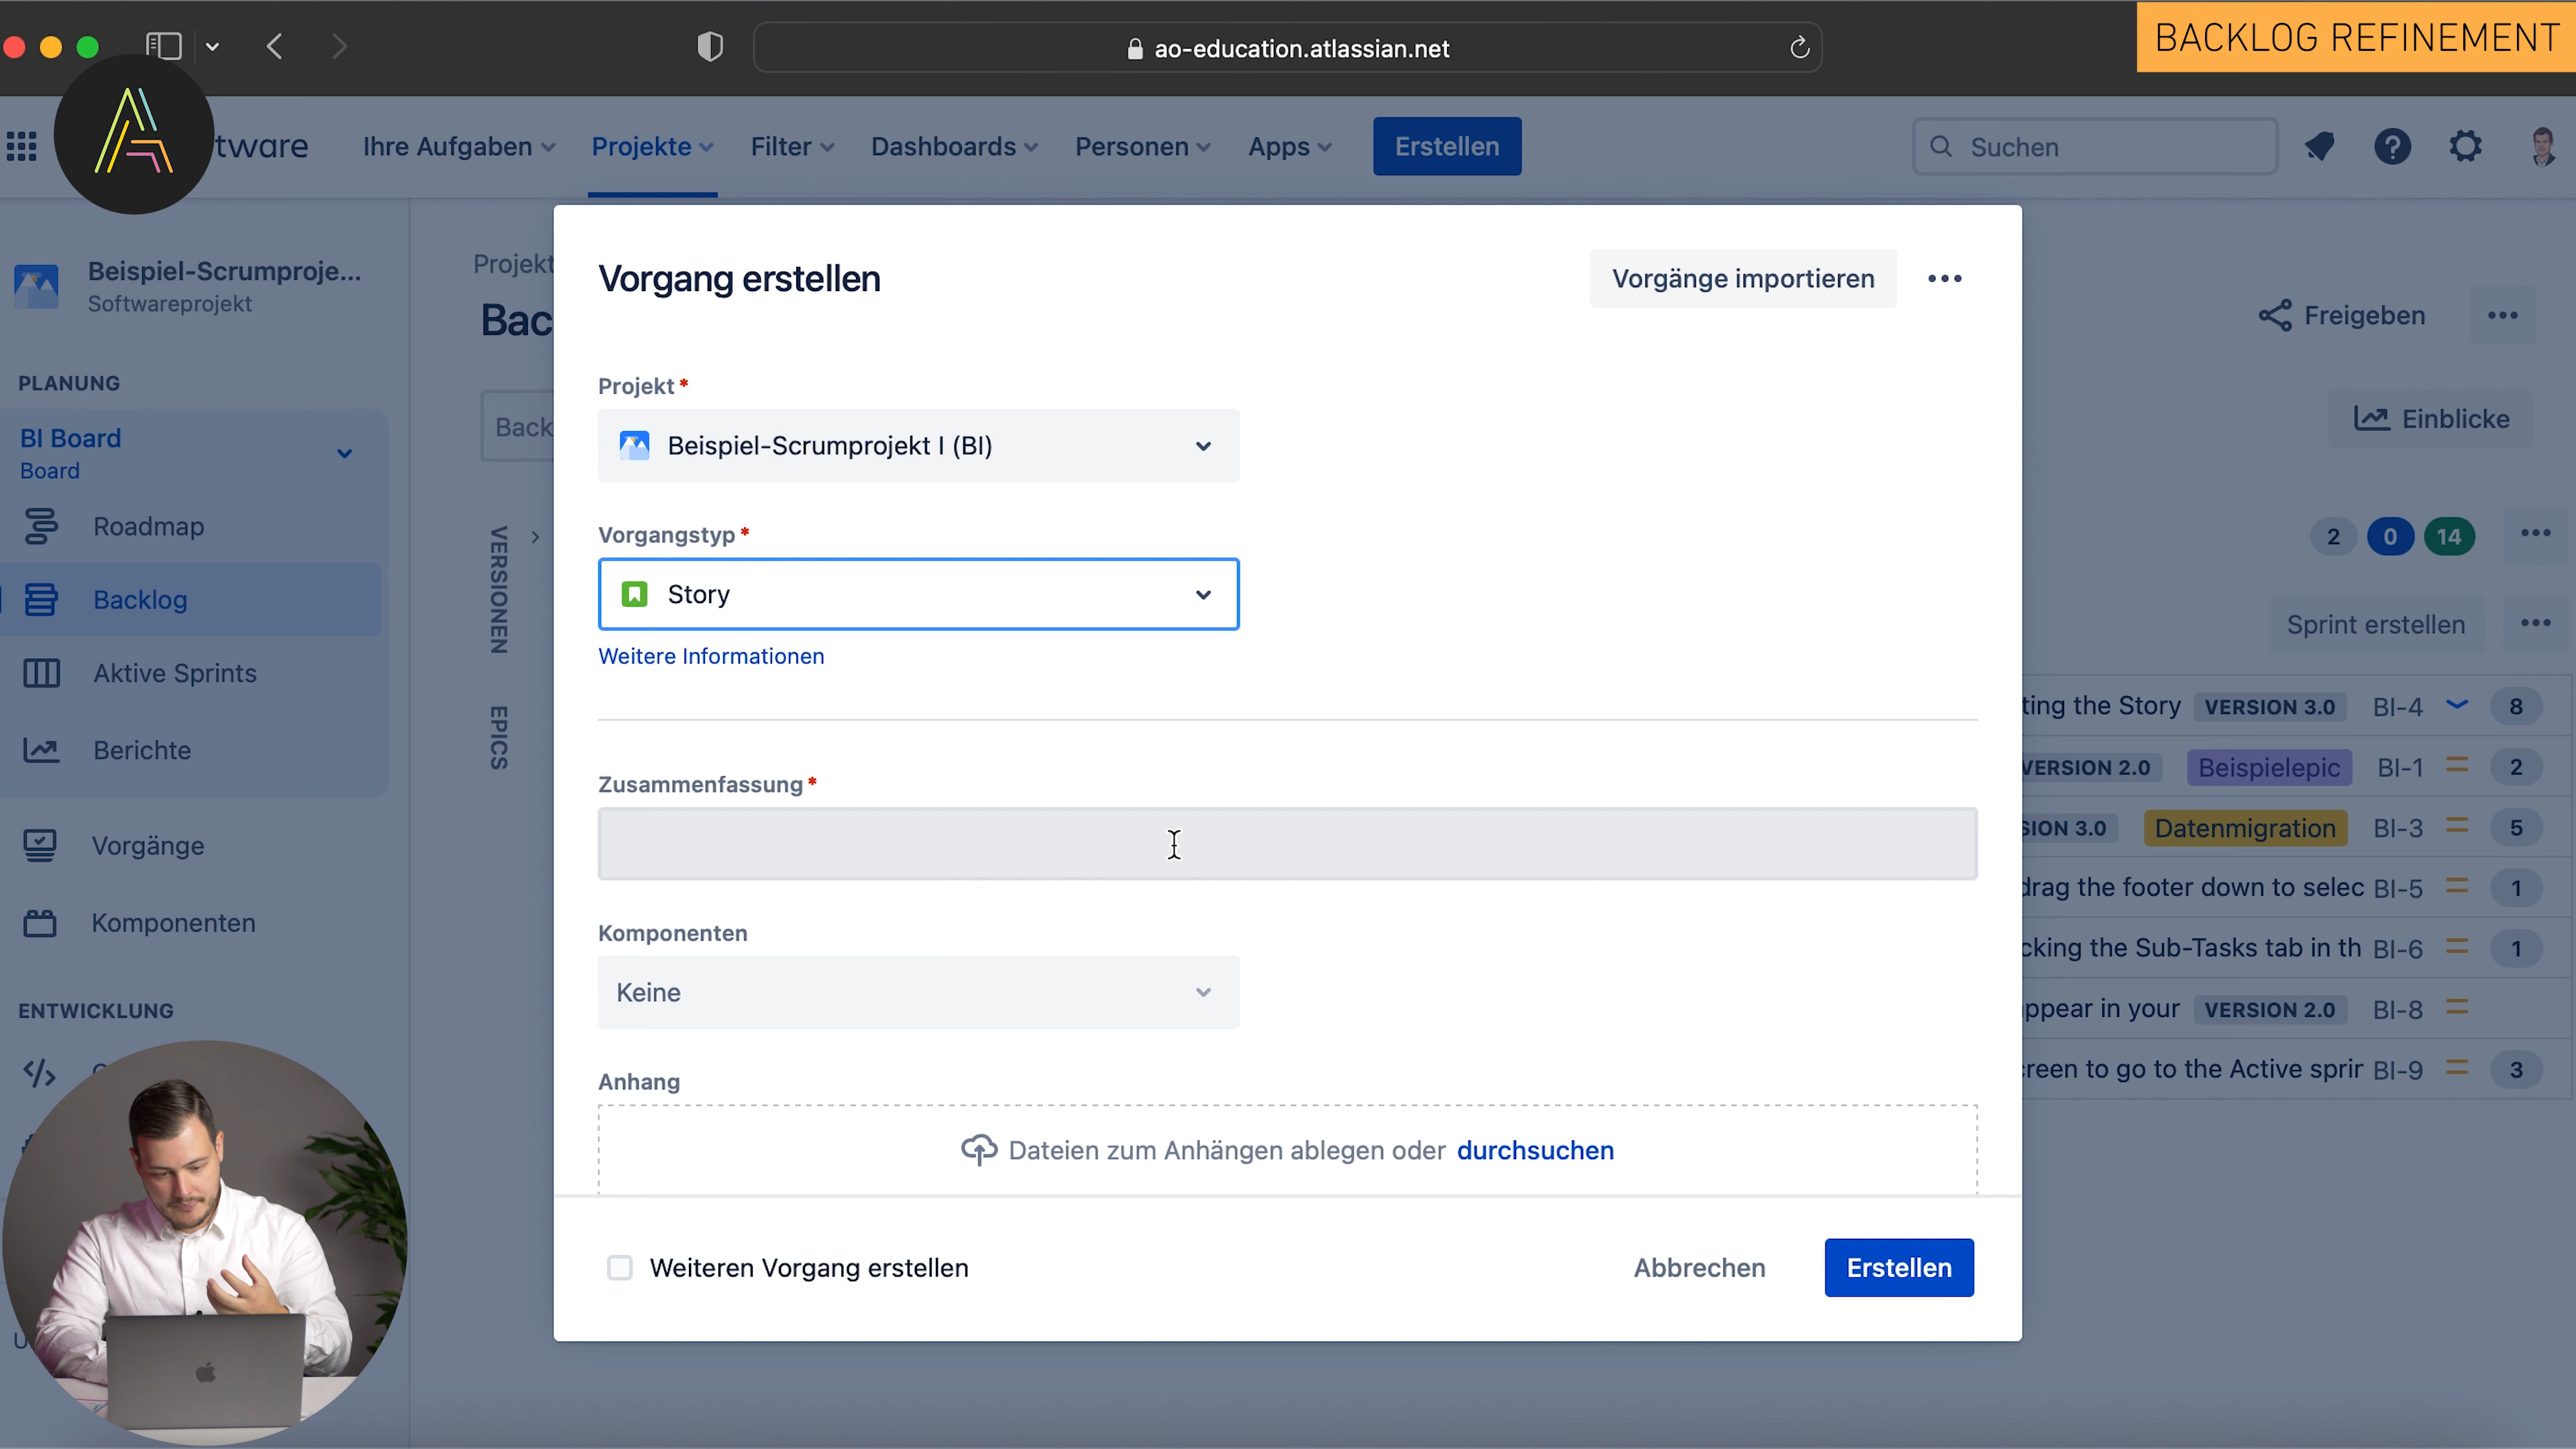 ao-education.atlassian.net
BACKLOG REFINEMENT
tware
Ihre Aufgaben
Projekte
Filter
Dashboards
Personen
Apps
Erstellen
Suchen
Beispiel-Scrumproje...
Softwareprojekt
PLANUNG
BI Board
Board
Roadmap
Backlog
Aktive Sprints
Berichte
Vorgänge
Komponenten
ENTWICKLUNG
Projekt
Bac
Back
VERSIONEN
EPICS
Vorgang erstellen
Vorgänge importieren
Projekt *
Beispiel-Scrumprojekt I (BI)
Vorgangstyp *
Story
Weitere Informationen
Zusammenfassung *
Komponenten
Keine
Anhang
Dateien zum Anhängen ablegen oder durchsuchen
Weiteren Vorgang erstellen
Abbrechen
Erstellen
Freigeben
Einblicke
2 0 14
Sprint erstellen
ting the Story VERSION 3.0 BI-4 8
VERSION 2.0 Beispielepic BI-1 2
SION 3.0 Datenmigration BI-3 5
drag the footer down to selec BI-5 1
cking the Sub-Tasks tab in th BI-6 1
ppear in your VERSION 2.0 BI-8
creen to go to the Active sprir BI-9 3